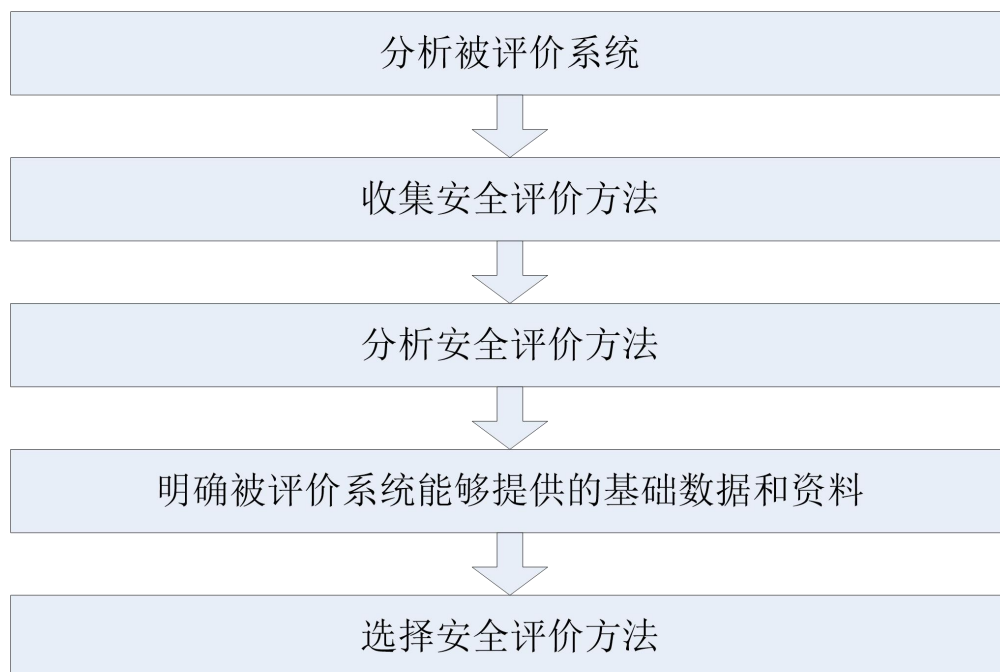 分析被评价系统
收集安全评价方法
分析安全评价方法
明确被评价系统能够提供的基础数据和资料
选择安全评价方法